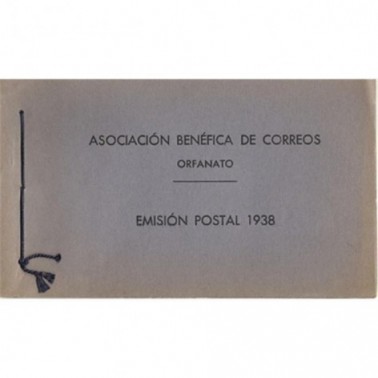 ASOCIACIÓN BENÉFICA DE CORREOS
ORFANATO
EMISIÓN POSTAL 1938